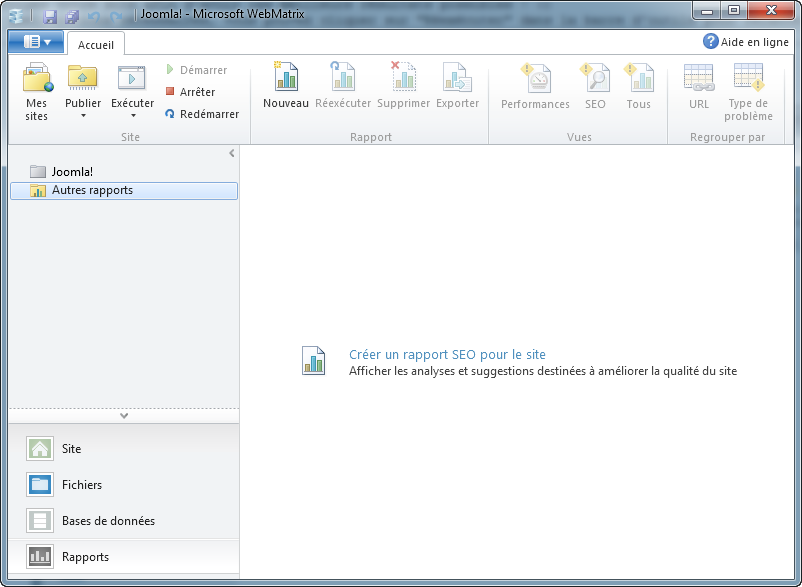 Joomla! - Microsoft WebMatrix
Accueil
Aide en ligne
Mes
sites
Publier
Exécuter
Démarrer
Arrêter
Redémarrer
Site
Nouveau
Réexécuter
Supprimer
Exporter
Rapport
Performances
SEO
Tous
Vues
URL
Type de
problème
Regrouper par
Joomla!
Autres rapports
Créer un rapport SEO pour le site
Afficher les analyses et suggestions destinées à améliorer la qualité du site
Site
Fichiers
Bases de données
Rapports